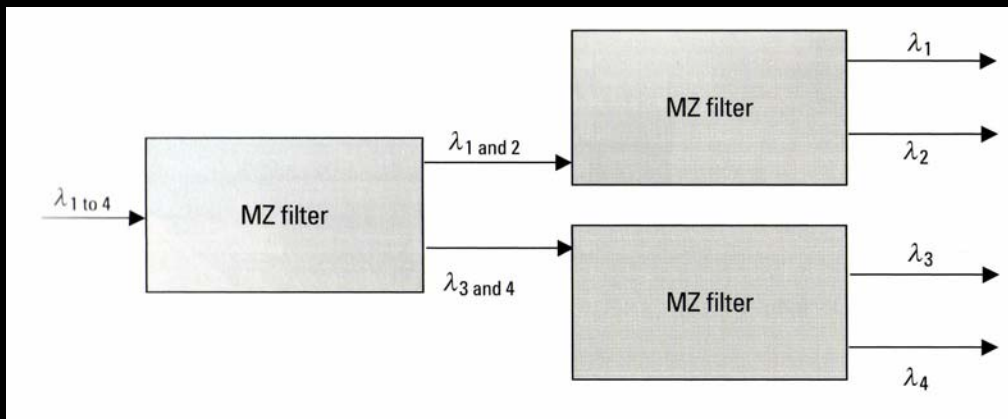 λ1 to 4
MZ filter
λ1 and 2
λ3 and 4
MZ filter
λ1
λ2
MZ filter
λ3
λ4